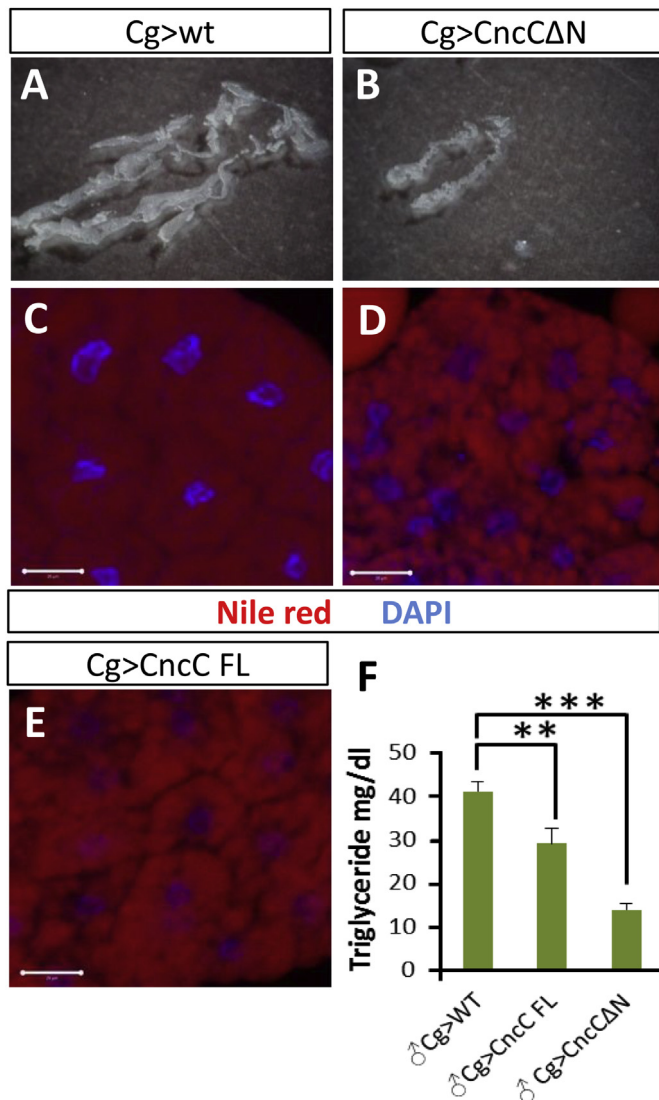 Cg>wt
Cg>CncCΔN
A
B
C
D
Nile red DAPI
Cg>CncC FL
E
F
***
**
Triglyceride mg/dl
50
40
30
20
10
0
♂Cg>WT
♂Cg>CncC FL
♂ Cg>CncCΔN